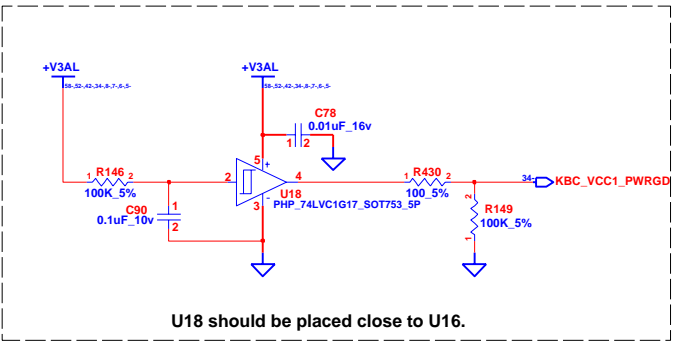 +V3AL
+V3AL
58-,52-,42-,34-,8-,7-,6-,5-
58-,52-,42-,34-,8-,7-,6-,5-
C78
0.01uF_16v
1 2
5
+
1 R146 2
100K_5%
2
4
1 R430 2
100_5%
34-
KBC_VCC1_PWRGD
U18
-
3
PHP_74LVC1G17_SOT753_5P
C90
1
0.1uF_10v
2
2
R149
100K_5%
1
U18 should be placed close to U16.